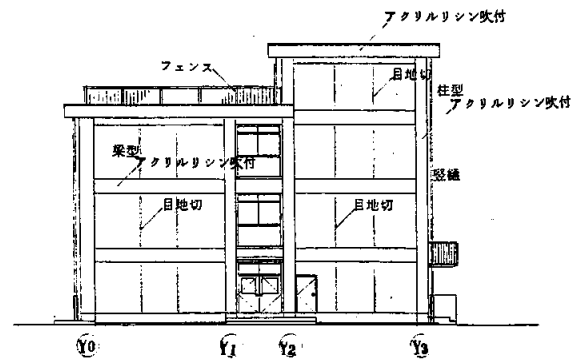 アクリルリシン吹付
フェンス
目地切
柱型
アクリルリシン吹付
梁型
アクリルリシン吹付
竪樋
目地切
目地切
Y0
Y1
Y2
Y3